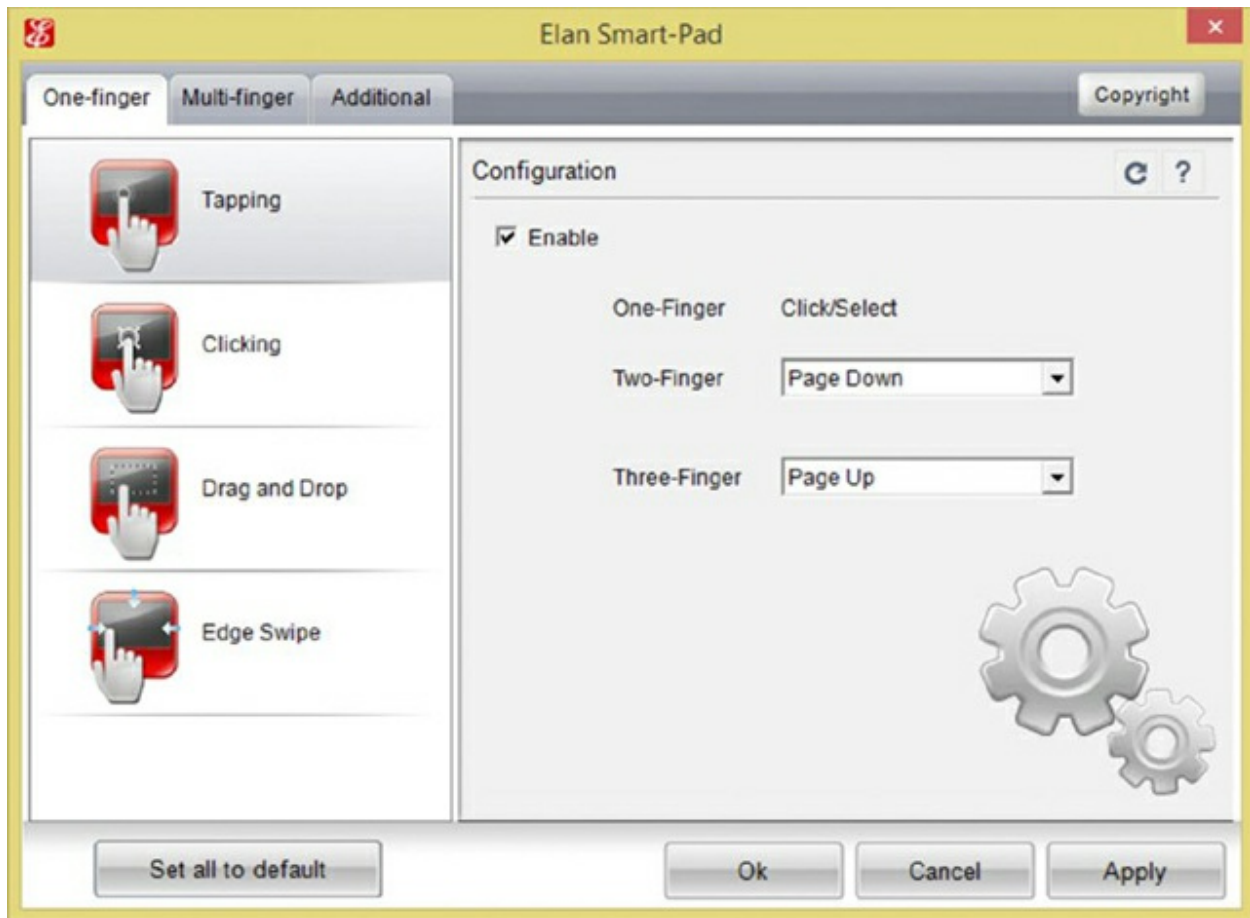 Elan Smart-Pad
One-finger Multi-finger Additional Copyright
Tapping
Clicking
Drag and Drop
Edge Swipe
Configuration ?
Enable
One-Finger Click/Select
Two-Finger Page Down
Three-Finger Page Up
Set all to default Ok Cancel Apply